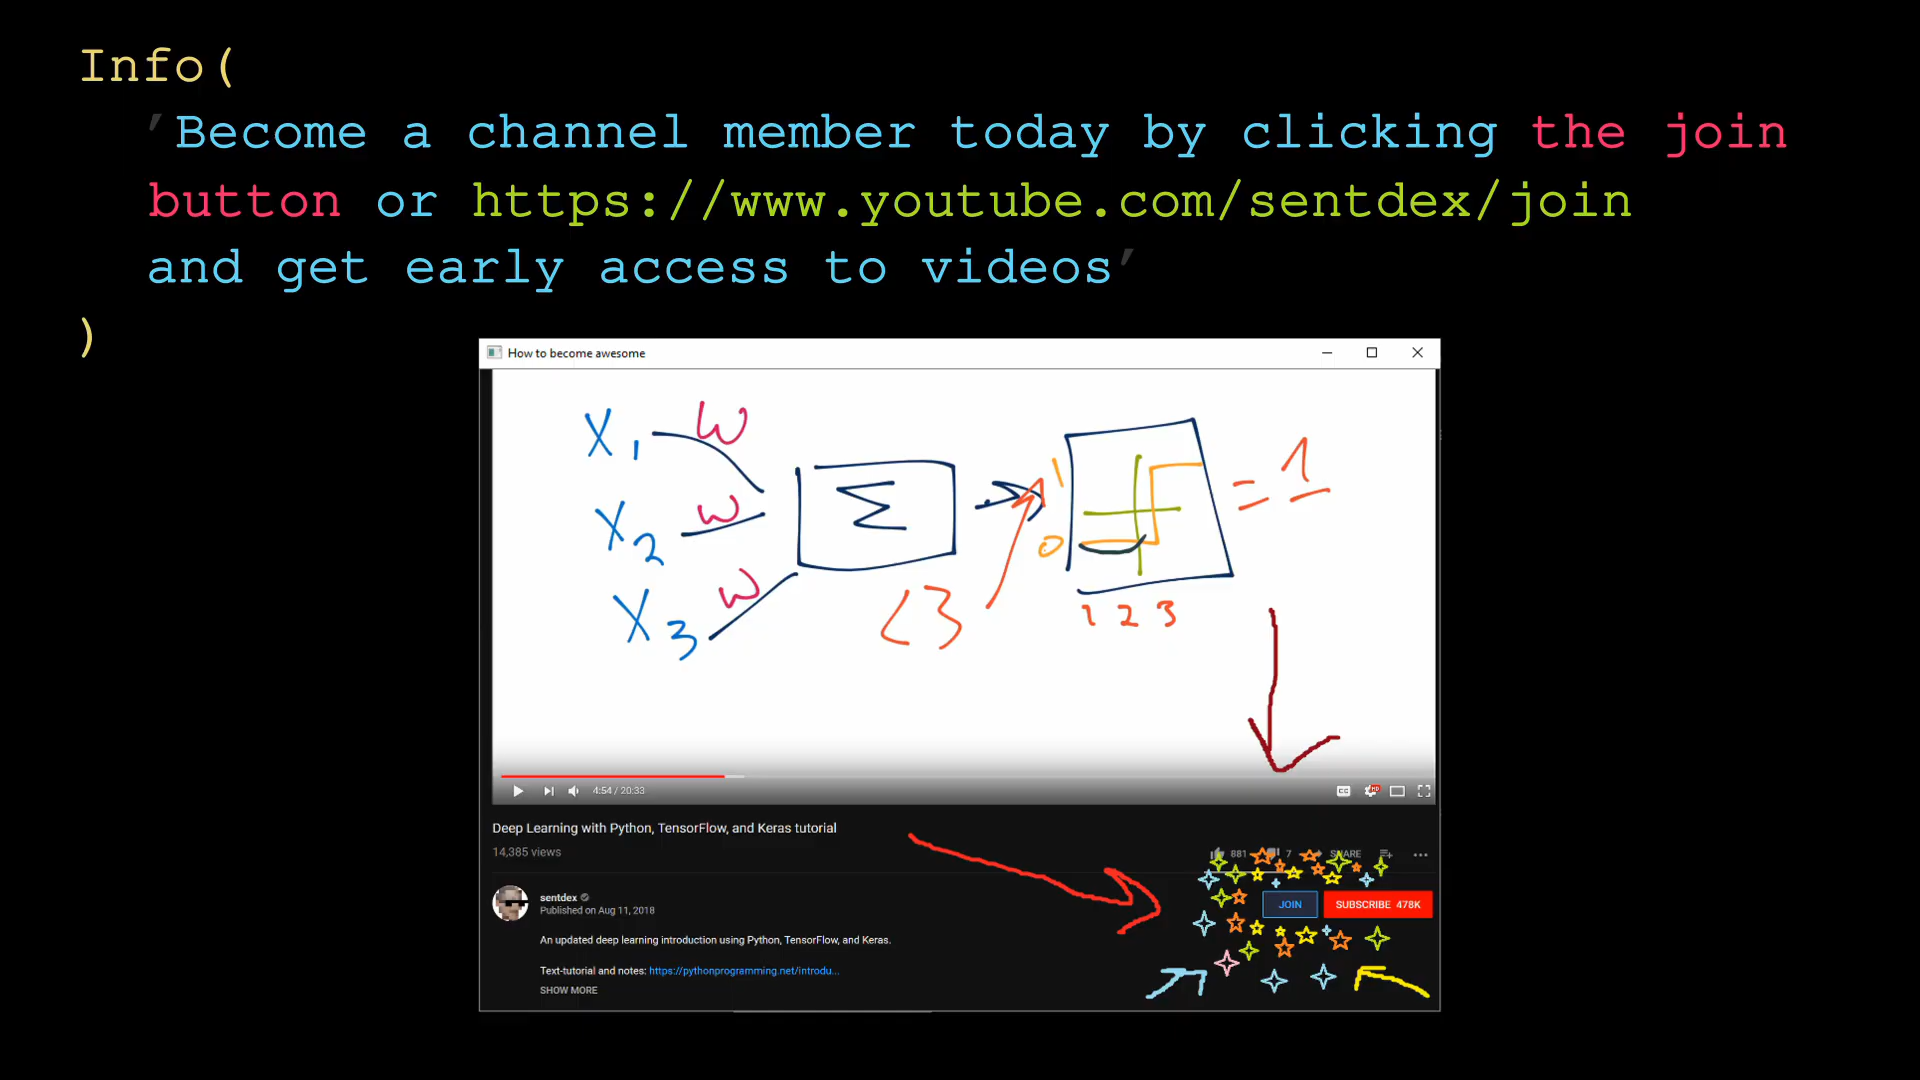 Info(
'Become a channel member today by clicking the join
button or https://www.youtube.com/sentdex/join
and get early access to videos'
)
How to become awesome
X1 W
X2 W
X3 W
Σ
1
0
= 1
<3
1 2 3
4:54 / 20:33
CC
HD
Deep Learning with Python, TensorFlow, and Keras tutorial
14,385 views
881 7 SHARE
sentdex
Published on Aug 11, 2018
JOIN SUBSCRIBE 478K
An updated deep learning introduction using Python, TensorFlow, and Keras.
Text-tutorial and notes: https://pythonprogramming.net/introdu...
SHOW MORE